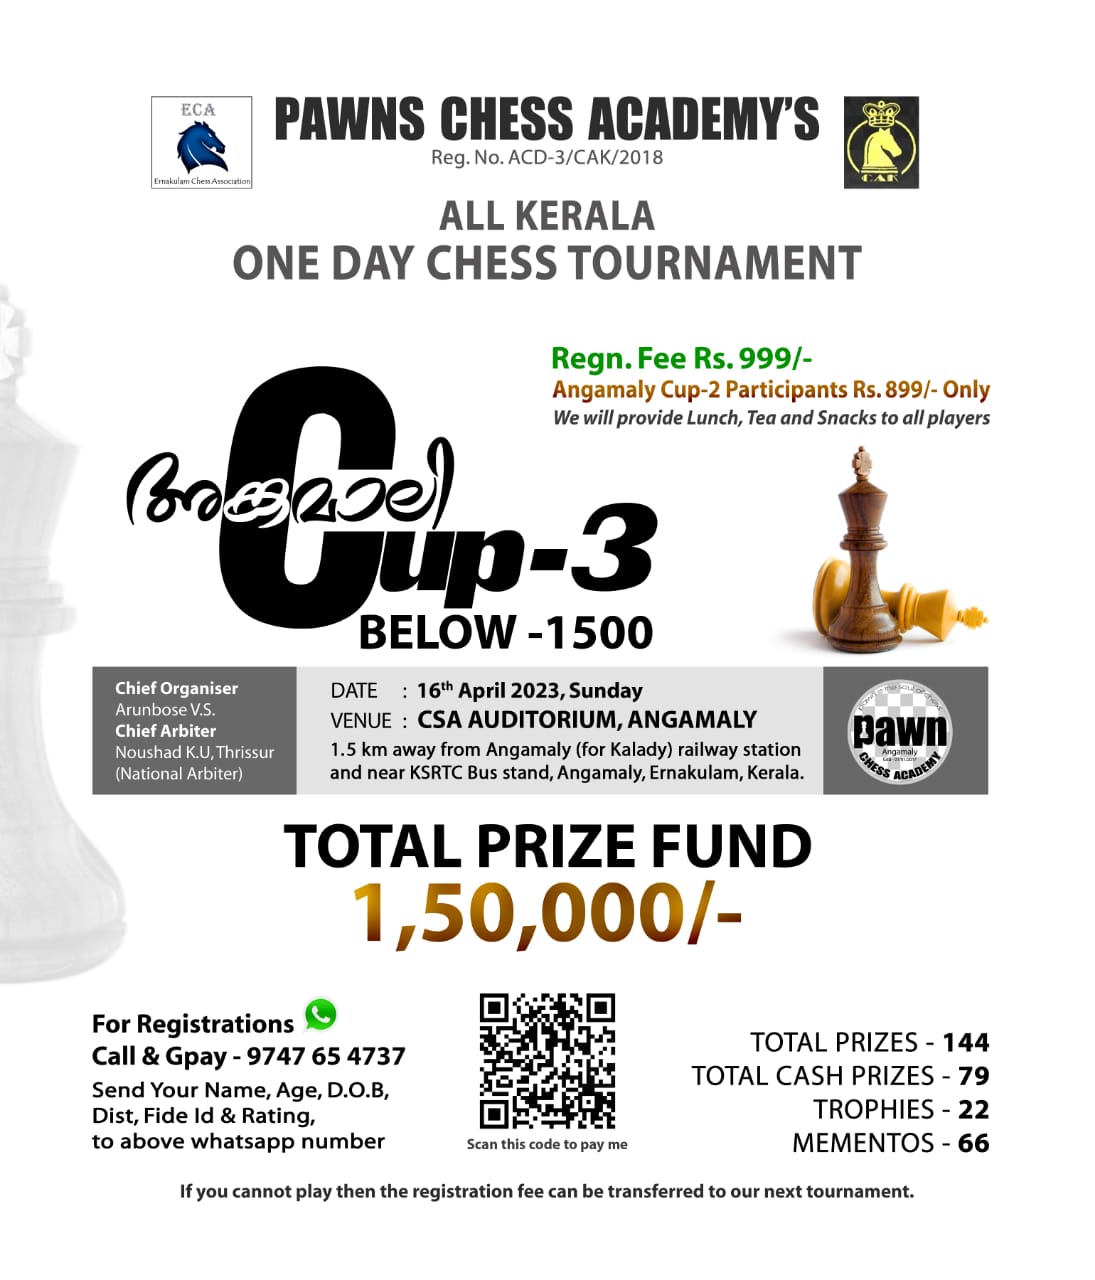 ECA
Ernakulam Chess Association
PAWNS CHESS ACADEMY'S
Reg. No. ACD-3/CAK/2018
CAK
ALL KERALA
ONE DAY CHESS TOURNAMENT
Regn. Fee Rs. 999/-
Angamaly Cup-2 Participants Rs. 899/- Only
We will provide Lunch, Tea and Snacks to all players
അങ്കമാലി
Cup-3
BELOW -1500
Chief Organiser
Arunbose V.S.
Chief Arbiter
Noushad K.U, Thrissur
(National Arbiter)
DATE : 16th April 2023, Sunday
VENUE : CSA AUDITORIUM, ANGAMALY
1.5 km away from Angamaly (for Kalady) railway station
and near KSRTC Bus stand, Angamaly, Ernakulam, Kerala.
pawn is the soul of chess
pawn
Angamaly
CHESS ACADEMY
TOTAL PRIZE FUND
1,50,000/-
For Registrations
Call & Gpay - 9747 65 4737
Send Your Name, Age, D.O.B,
Dist, Fide Id & Rating,
to above whatsapp number
Scan this code to pay me
TOTAL PRIZES - 144
TOTAL CASH PRIZES - 79
TROPHIES - 22
MEMENTOS - 66
If you cannot play then the registration fee can be transferred to our next tournament.